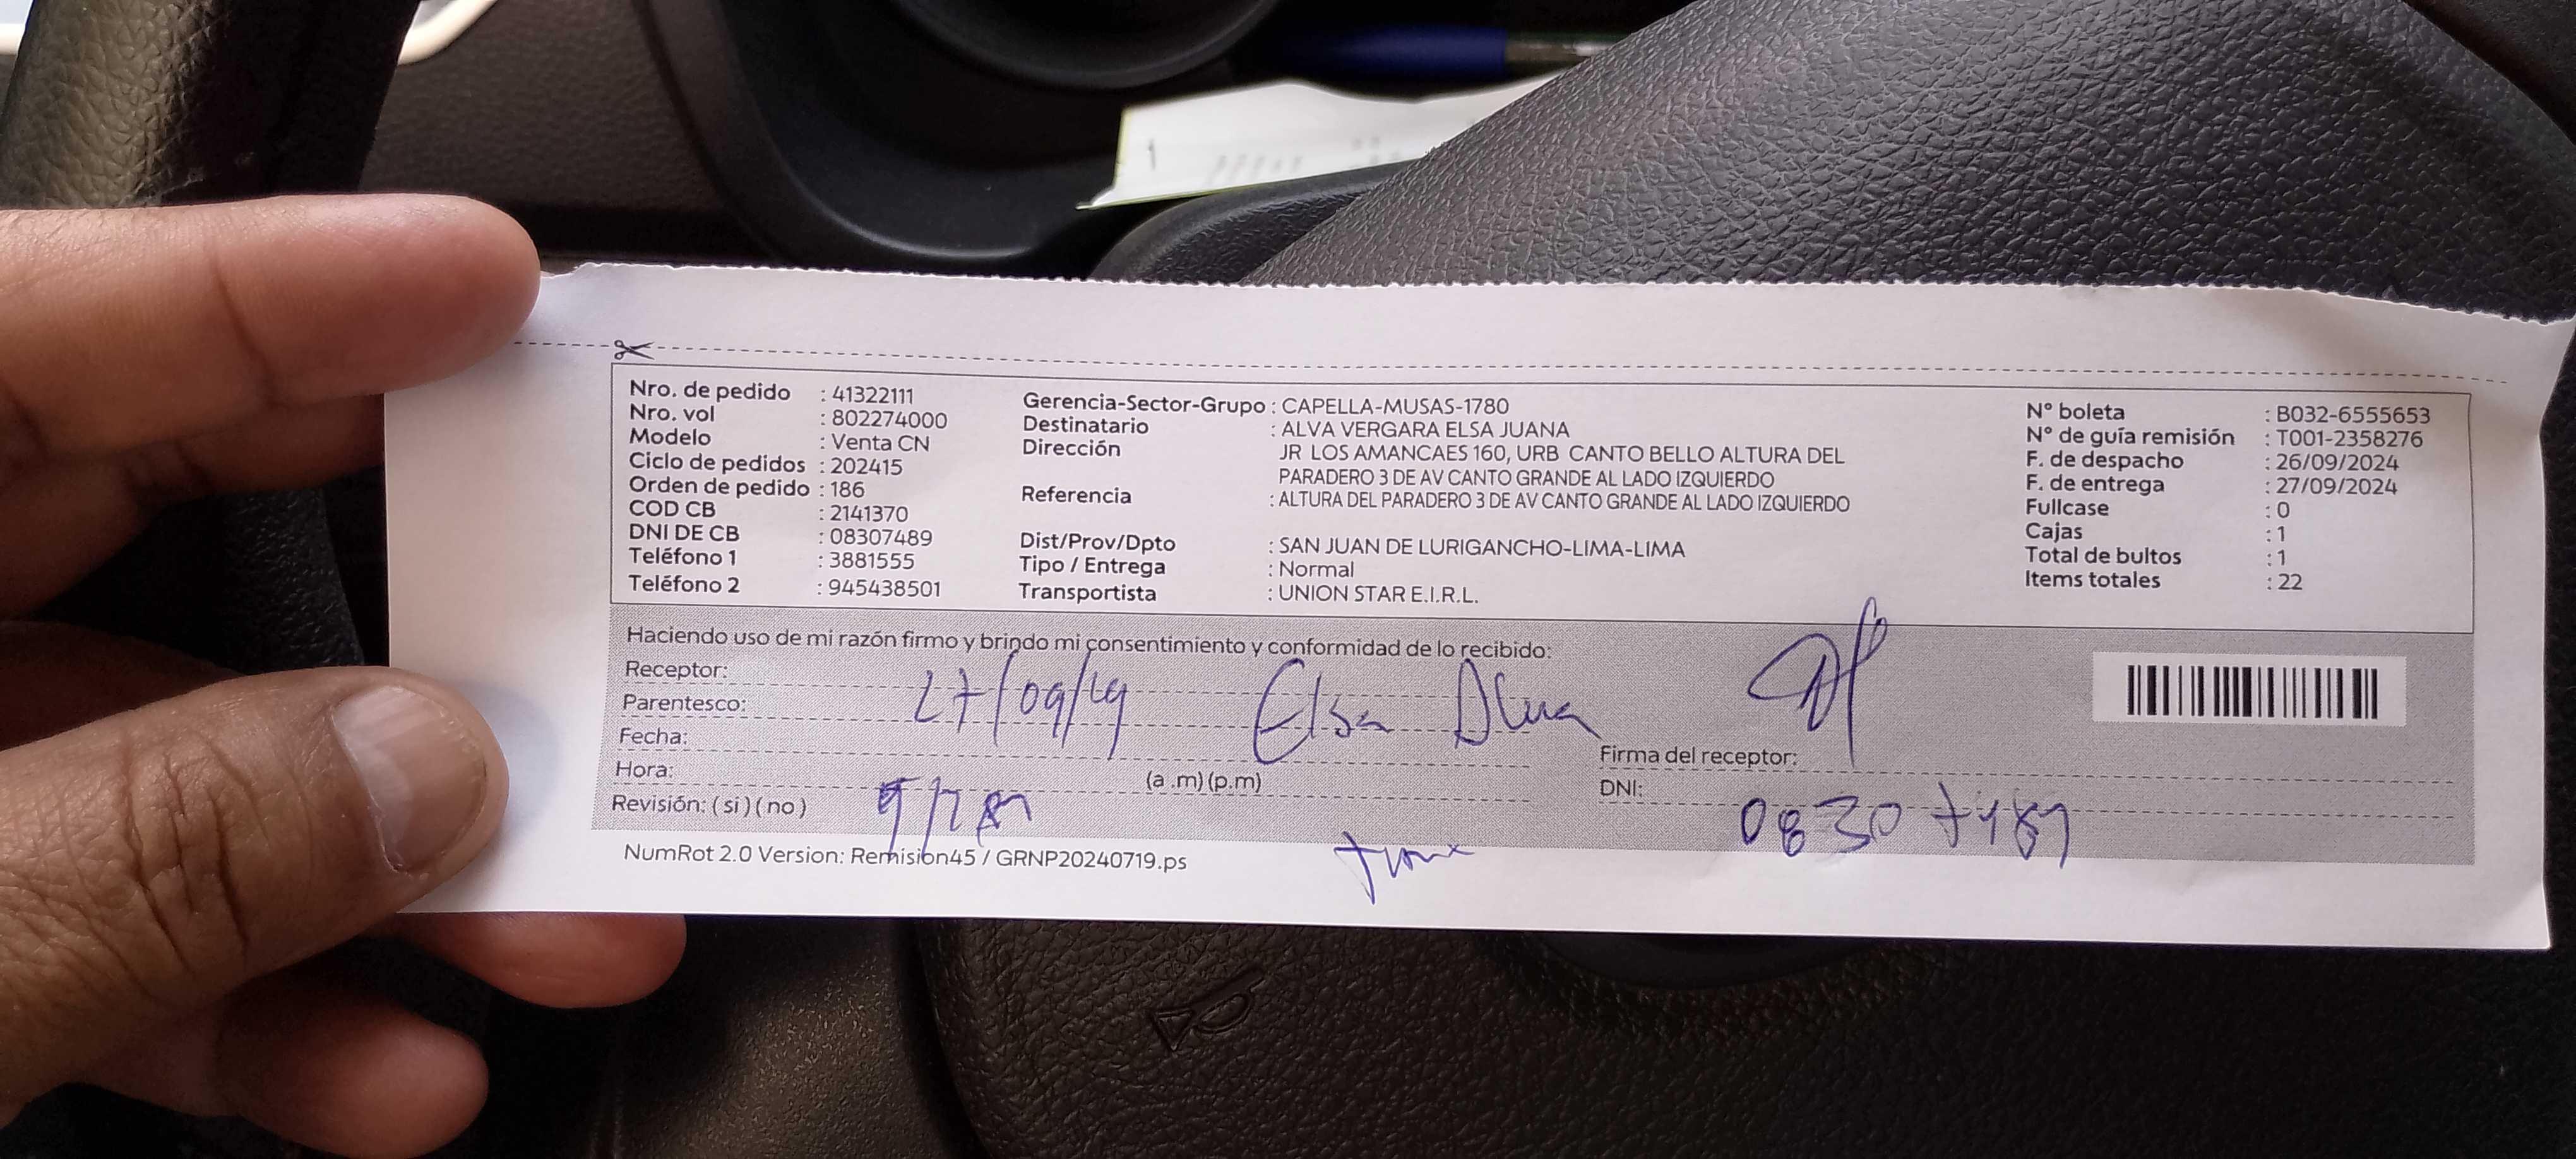 1
Nro. de pedido : 41322111
Nro. vol : 802274000
Modelo : Venta CN
Ciclo de pedidos : 202415
Orden de pedido : 186
COD CB : 2141370
DNI DE CB : 08307489
Teléfono 1 : 3881555
Teléfono 2 : 945438501
Gerencia-Sector-Grupo : CAPELLA-MUSAS-1780
Destinatario : ALVA VERGARA ELSA JUANA
Dirección JR LOS AMANCAES 160, URB CANTO BELLO ALTURA DEL
PARADERO 3 DE AV CANTO GRANDE AL LADO IZQUIERDO
Referencia : ALTURA DEL PARADERO 3 DE AV CANTO GRANDE AL LADO IZQUIERDO
Dist/Prov/Dpto : SAN JUAN DE LURIGANCHO-LIMA-LIMA
Tipo / Entrega : Normal
Transportista : UNION STAR E.I.R.L.
N° boleta : B032-6555653
N° de guía remisión : T001-2358276
F. de despacho : 26/09/2024
F. de entrega : 27/09/2024
Fullcase : 0
Cajas : 1
Total de bultos : 1
Items totales : 22
Haciendo uso de mi razón firmo y brindo mi consentimiento y conformidad de lo recibido:
Receptor:
Parentesco: 27/09/ Elsa Alva
Fecha:
Firma del receptor:
Hora: (a .m) (p.m)
DNI: 08307489
Revisión: ( si ) ( no )
NumRot 2.0 Version: Remision45 / GRNP20240719.ps